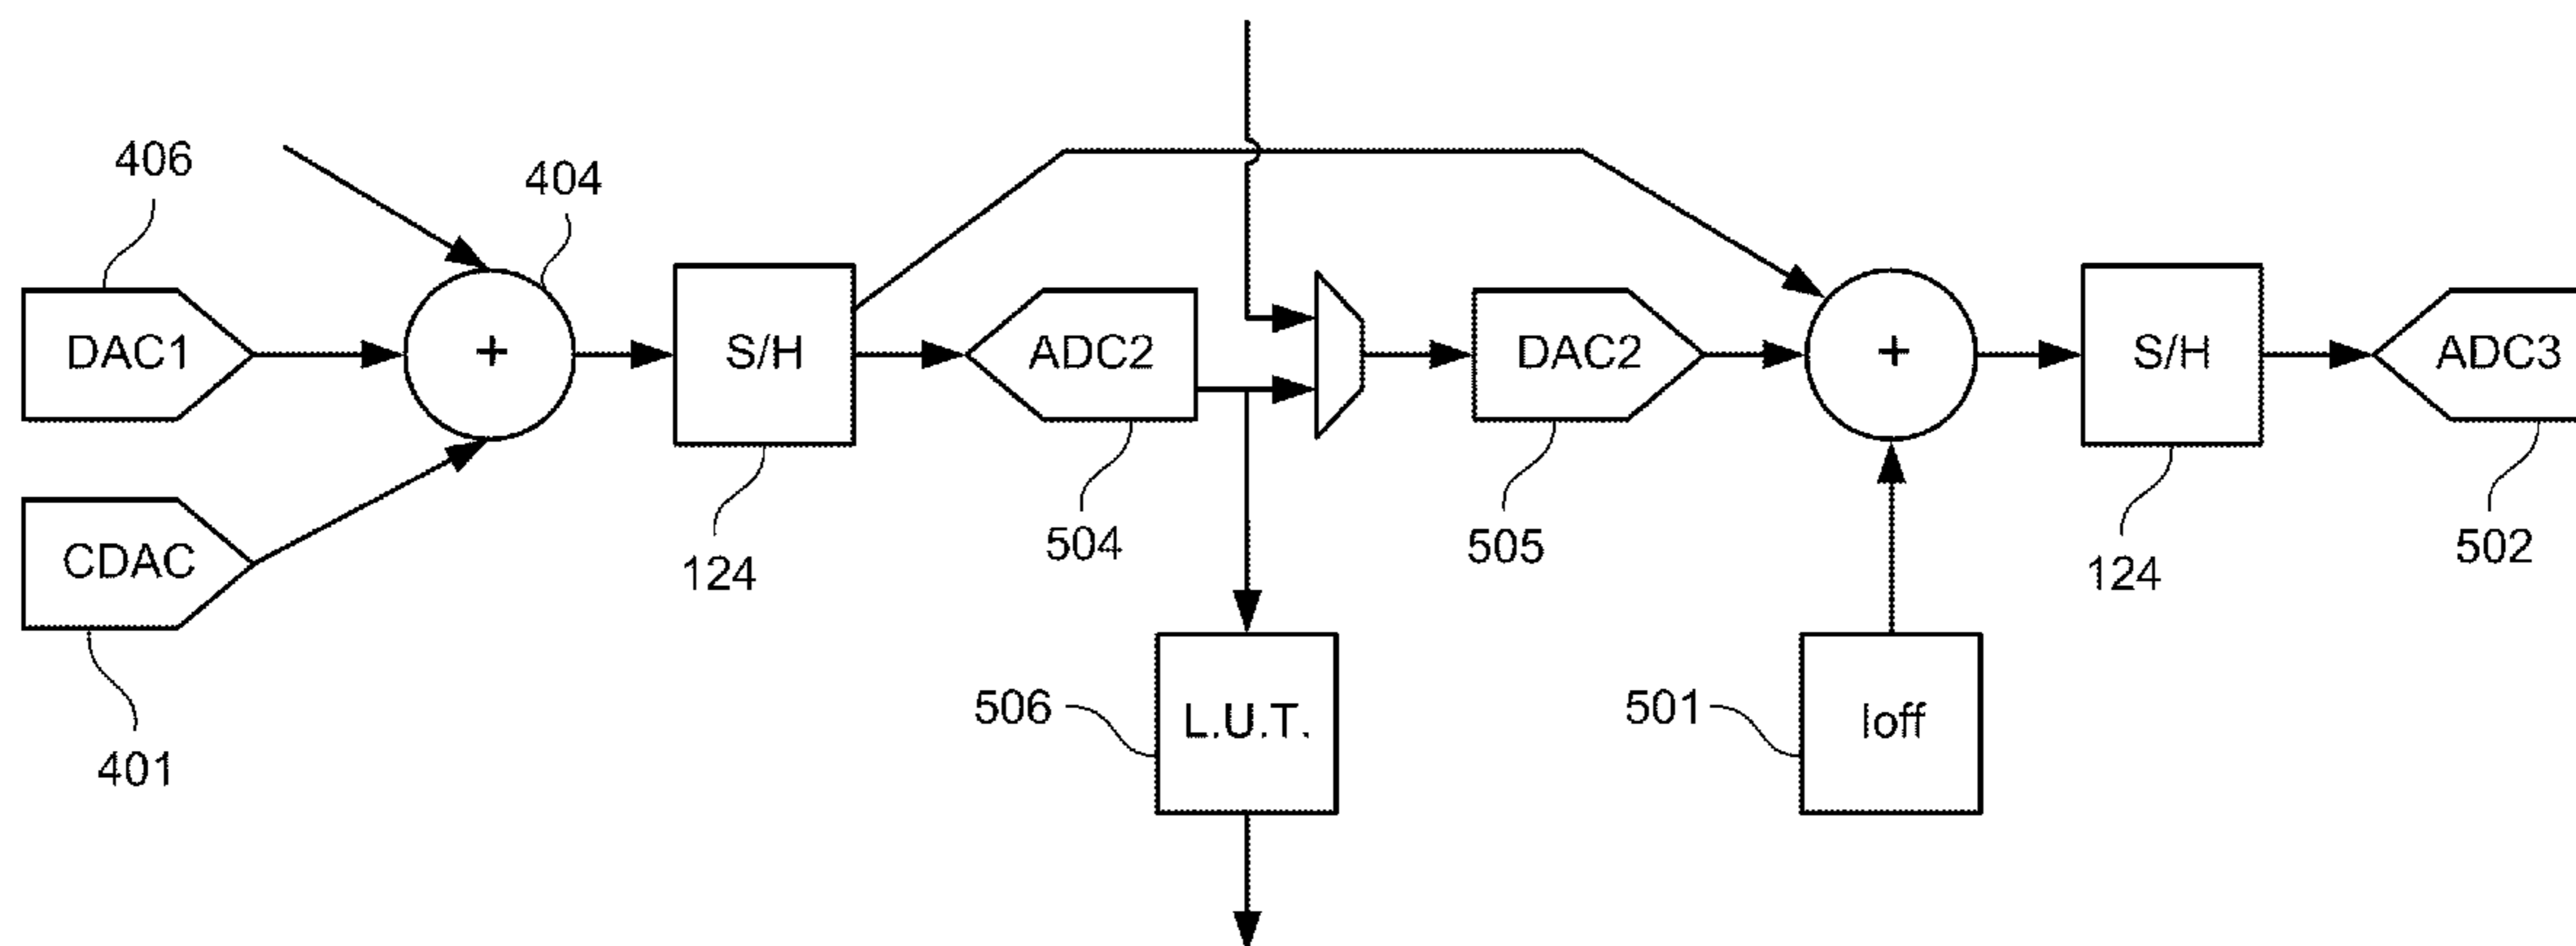 406
404
DAC1
+
S/H
ADC2
DAC2
+
S/H
ADC3
CDAC
124
504
505
124
502
401
506
L.U.T.
501
Ioff